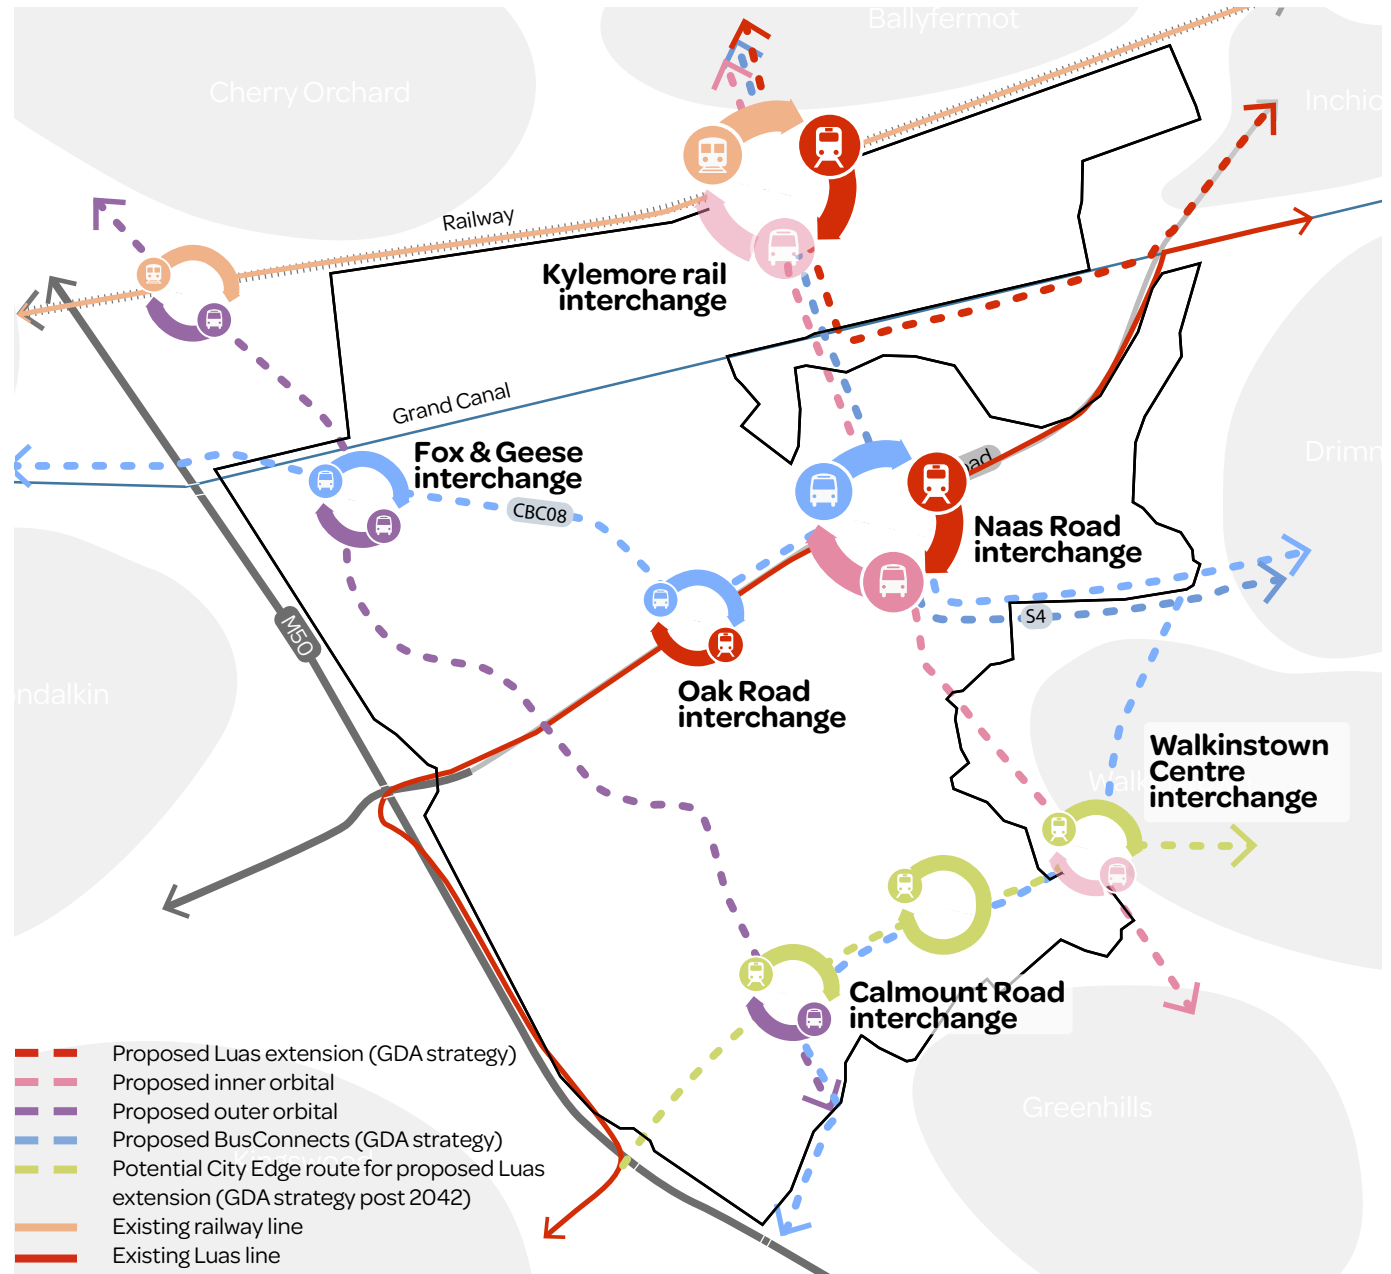 Ballyfermot
Cherry Orchard
Railway
Kylemore rail
interchange
Grand Canal
Fox & Geese
interchange
CBC08
Naas Road
interchange
S4
M50
Oak Road
interchange
Walkinstown
Centre
interchange
Calmount Road
interchange
Greenhills
Proposed Luas extension (GDA strategy)
Proposed inner orbital
Proposed outer orbital
Proposed BusConnects (GDA strategy)
Potential City Edge route for proposed Luas
extension (GDA strategy post 2042)
Existing railway line
Existing Luas line